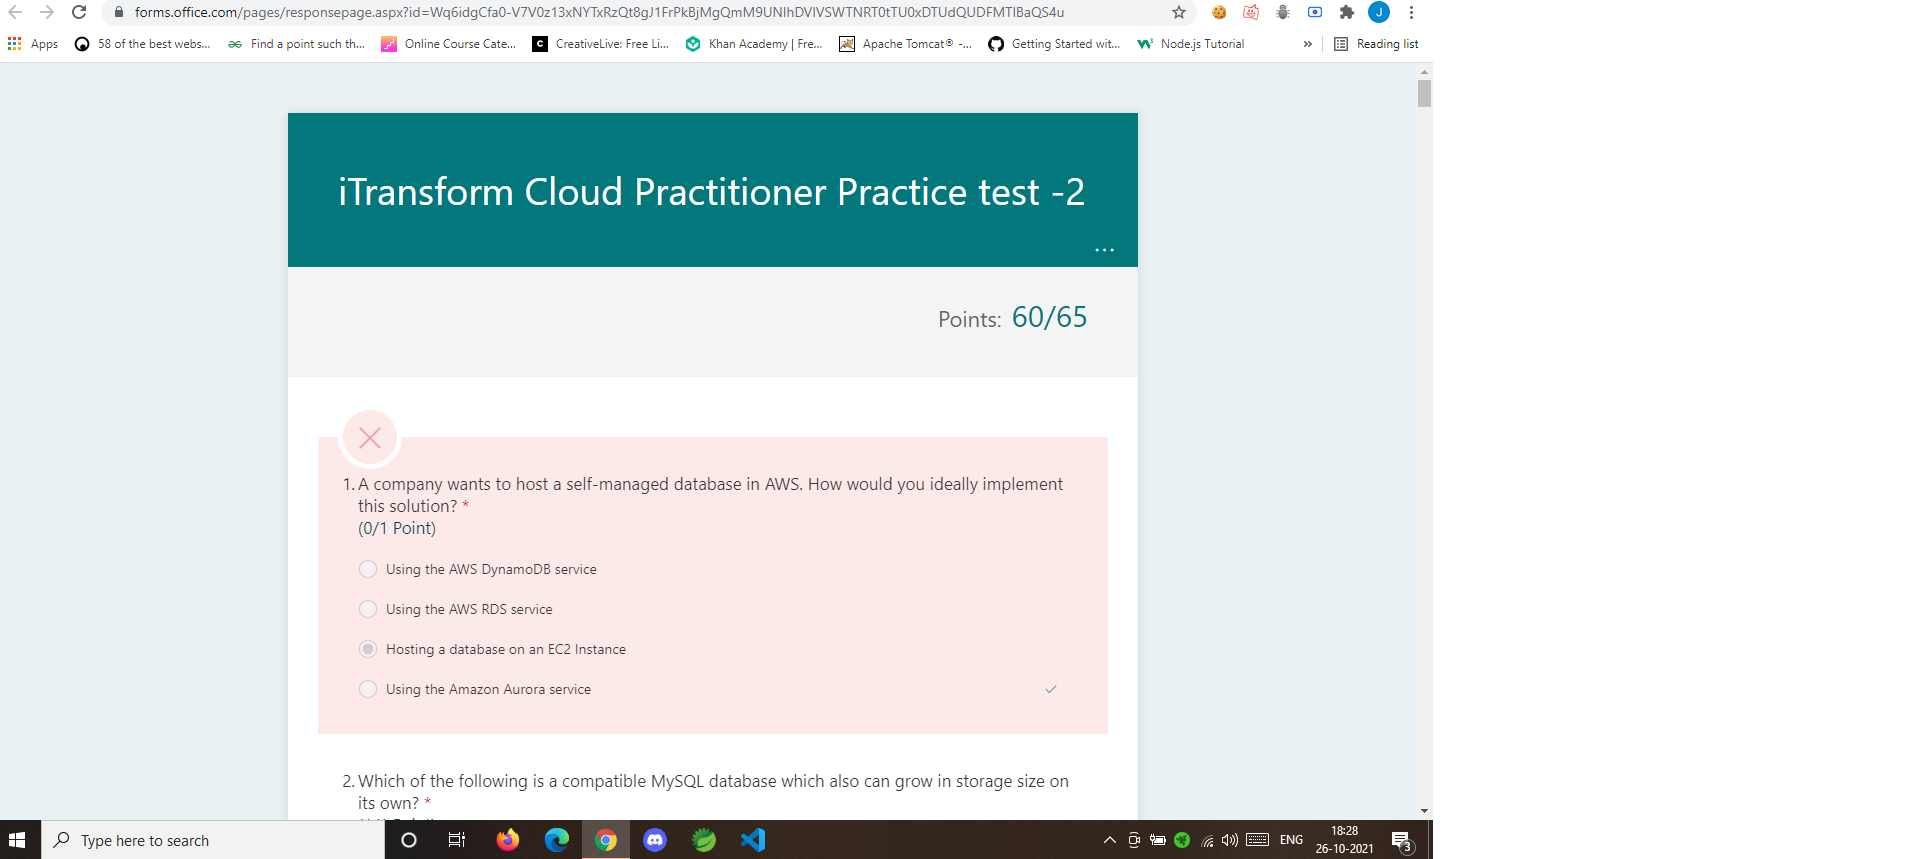 forms.office.com/pages/responsepage.aspx?id=Wq6idgCfa0-V7V0z13xNYTxRzQt8gJ1FrPkBjMgQmM9UNlhDVlVSWTNRT0tTU0xDTUdQUDFMTlBaQS4u
J
Apps 58 of the best webs... Find a point such th... Online Course Cate... CreativeLive: Free Li... Khan Academy | Fre... Apache Tomcat® -... Getting Started wit... Node.js Tutorial » Reading list
iTransform Cloud Practitioner Practice test -2
...
Points: 60/65
1. A company wants to host a self-managed database in AWS. How would you ideally implement
this solution? *
(0/1 Point)
Using the AWS DynamoDB service
Using the AWS RDS service
Hosting a database on an EC2 Instance
Using the Amazon Aurora service
2. Which of the following is a compatible MySQL database which also can grow in storage size on
its own? *
Type here to search
ENG
18:28
26-10-2021
3